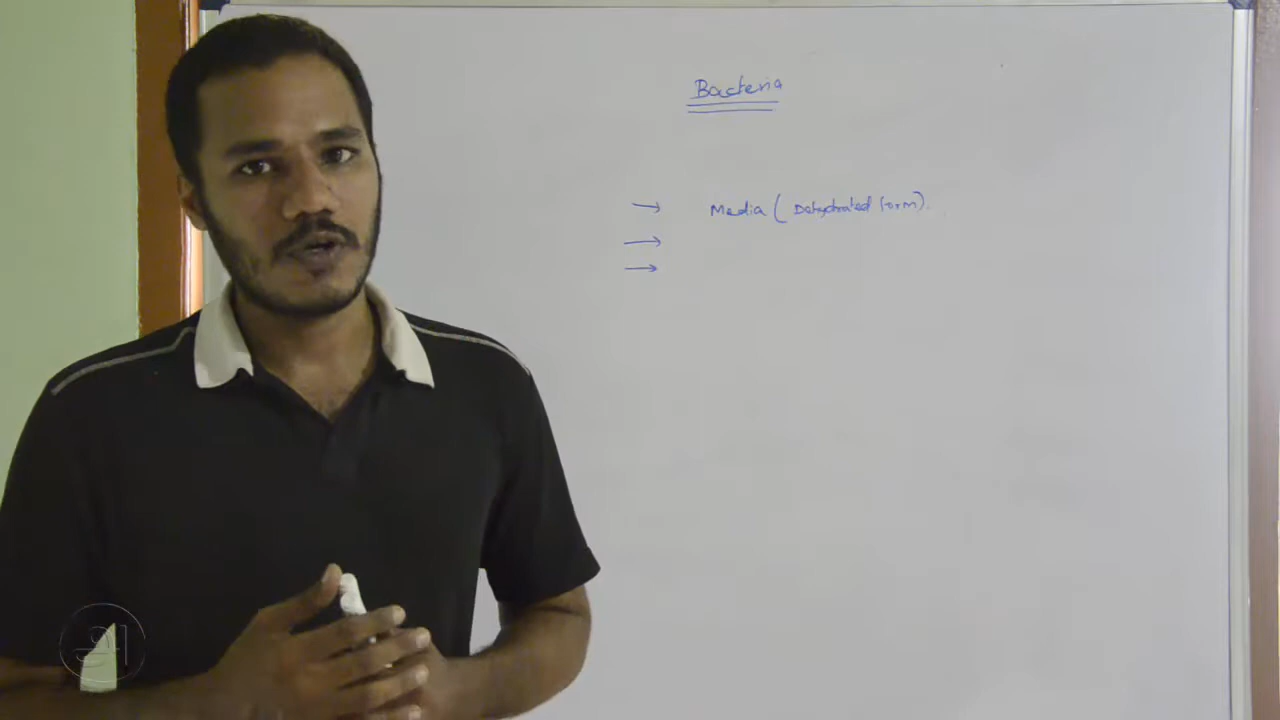 Bacteria
→ Media ( Dehydrated form).
→
→